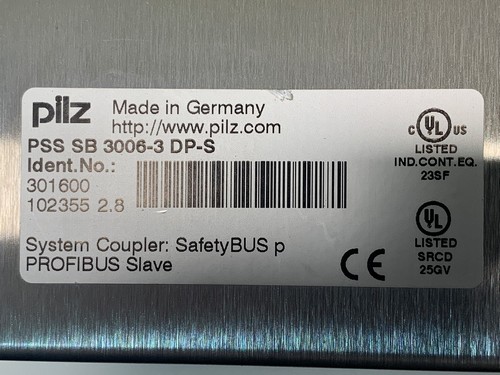 pilz
Made in Germany
http://www.pilz.com
PSS SB 3006-3 DP-S
Ident.No.:
301600
102355 2.8
System Coupler: SafetyBUS p
PROFIBUS Slave
CE
C UL US
LISTED
IND.CONT.EQ.
23SF
UL
LISTED
SRCD
25GV